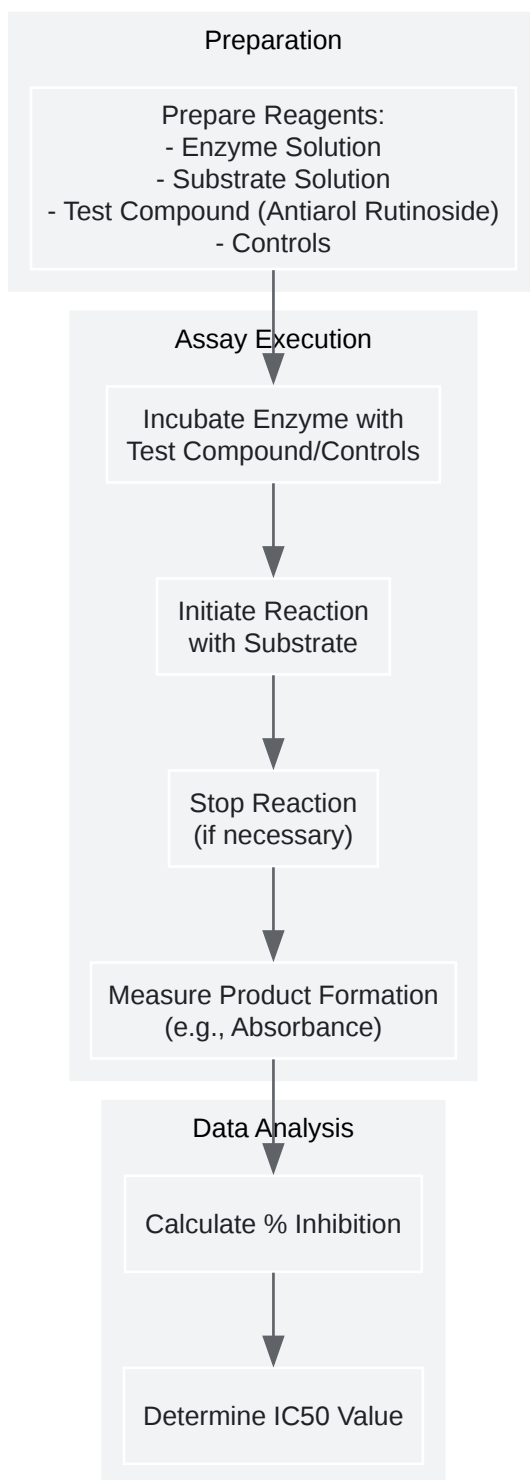 Preparation
Prepare Reagents:
- Enzyme Solution
- Substrate Solution
- Test Compound (Antiarol Rutinoside)
- Controls
Assay Execution
Incubate Enzyme with
Test Compound/Controls
Initiate Reaction
with Substrate
Stop Reaction
(if necessary)
Measure Product Formation
(e.g., Absorbance)
Data Analysis
Calculate % Inhibition
Determine IC50 Value